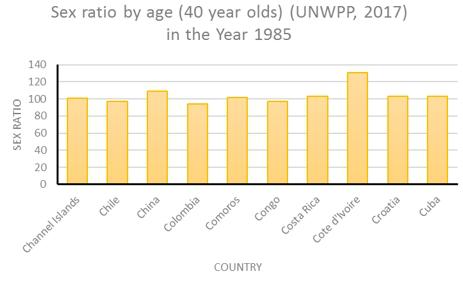 Sex ratio by age (40 year olds) (UNWPP, 2017)
in the Year 1985
SEX RATIO
140
120
100
80
60
40
20
0
Channel Islands
Chile
China
Colombia
Comoros
Congo
Costa Rica
Cote d'Ivoire
Croatia
Cuba
COUNTRY